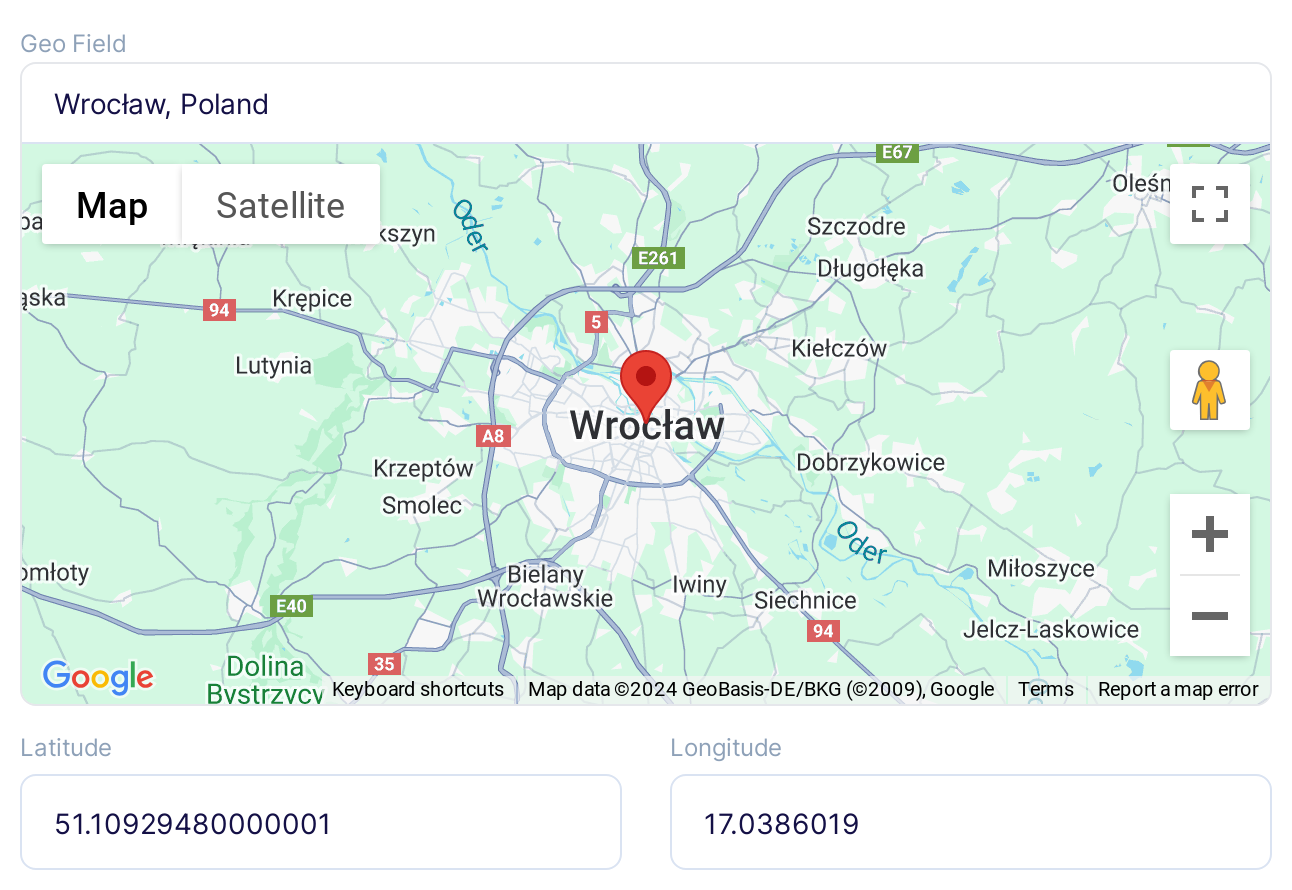 Geo Field
Wrocław, Poland
E67
Map
Satellite
Oleśn
Oder
kszyn
Szczodre
E261
Długołęka
ąska
94
Krępice
5
Lutynia
Kiełczów
Wrocław
A8
Krzeptów
Dobrzykowice
Smolec
Oder
omłoty
Bielany
Wrocławskie
Iwiny
Miłoszyce
Siechnice
E40
94
Jelcz-Laskowice
35
Google
Dolina
Bystrzycy
Keyboard shortcuts
Map data ©2024 GeoBasis-DE/BKG (©2009), Google
Terms
Report a map error
Latitude
Longitude
51.10929480000001
17.0386019